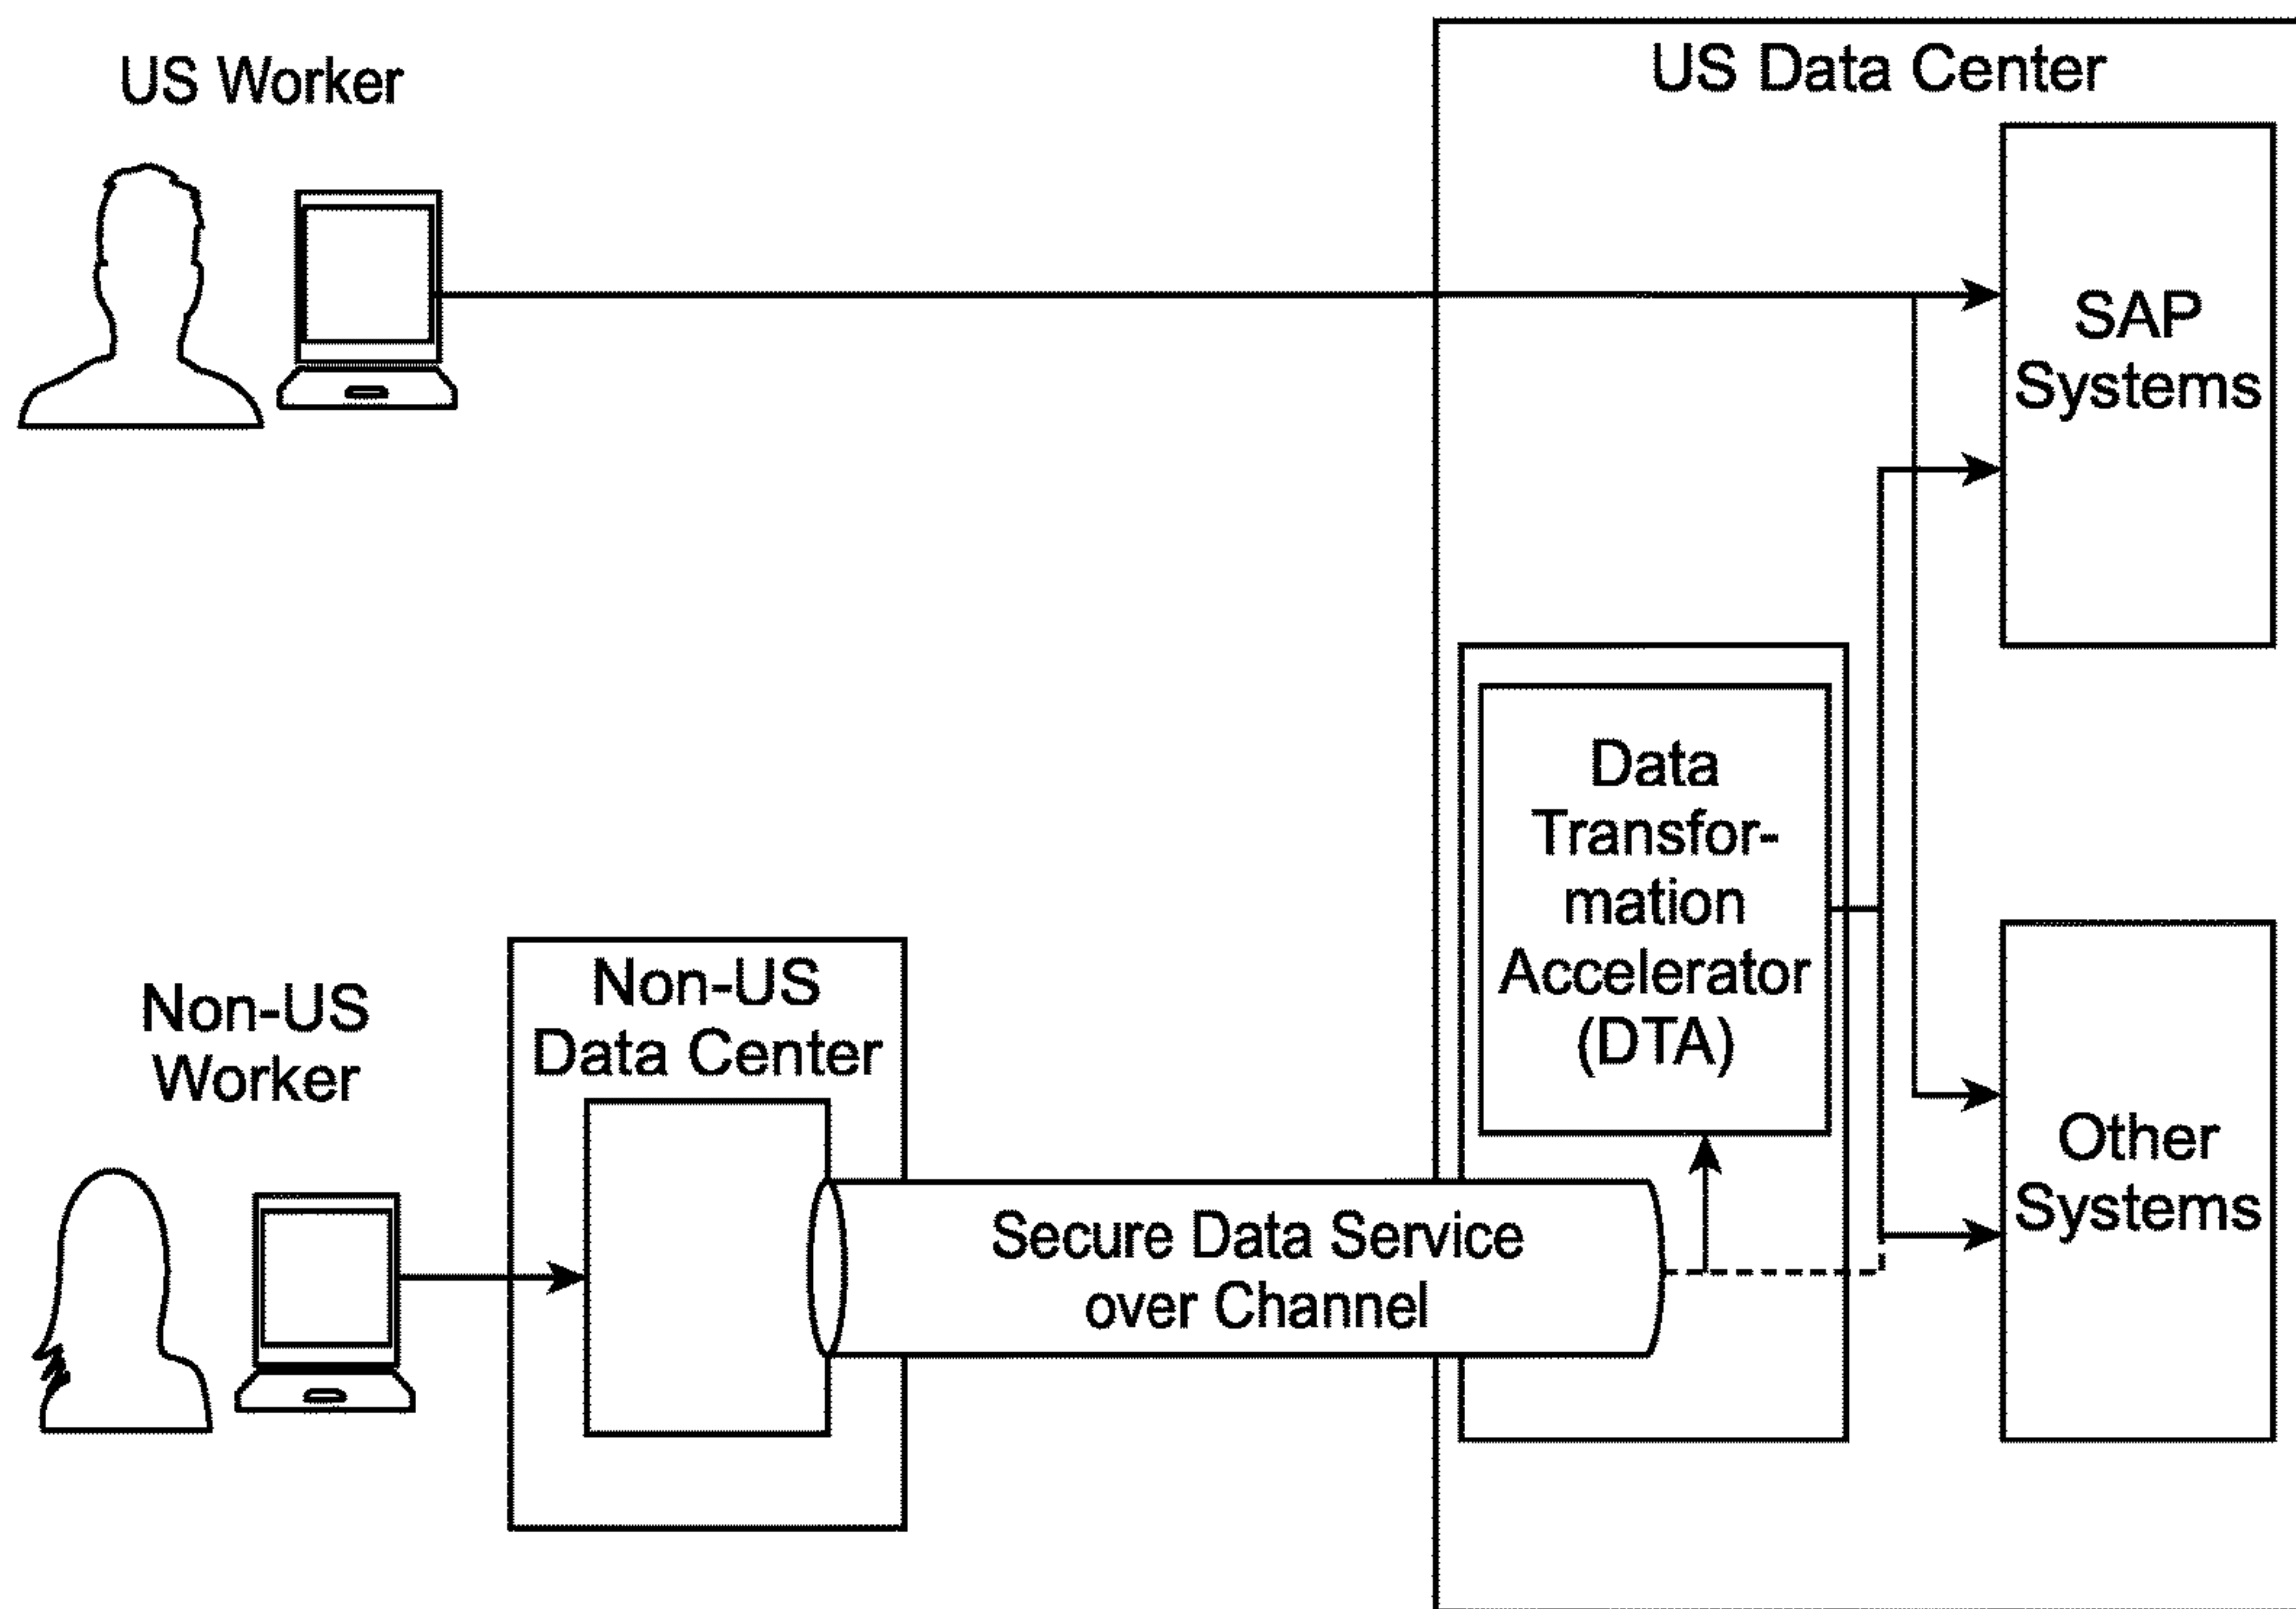 US Worker
US Data Center
SAP
Systems
Data
Transfor-
mation
Accelerator
(DTA)
Non-US
Worker
Non-US
Data Center
Secure Data Service
over Channel
Other
Systems